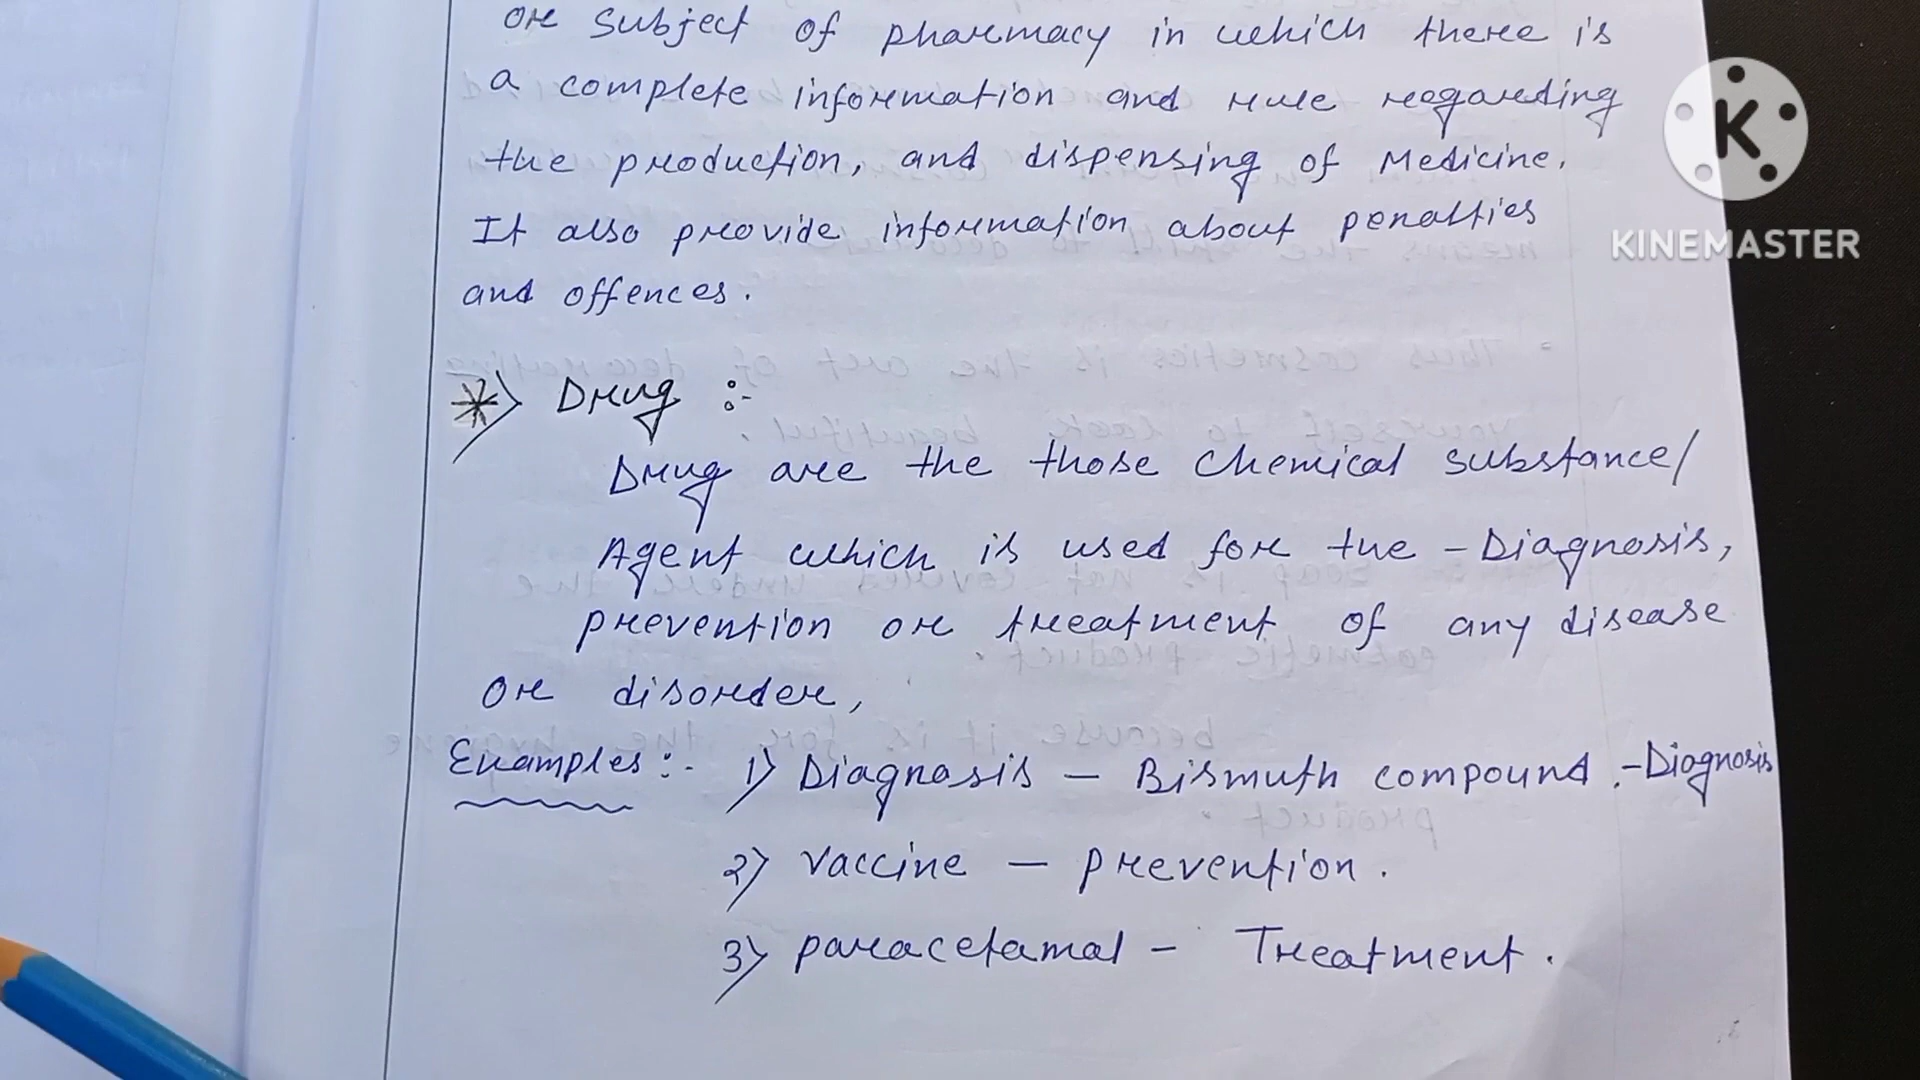 or subject of pharmacy in which there is
a complete information and rule regarding
the production, and dispensing of Medicine.
It also provide information about penalties
and offences.
*> Drug :-
Drug are the those chemical substance/
Agent which is used for the - Diagnosis,
prevention or treatment of any disease
or disorder,
Examples :- 1) Diagnosis — Bismuth compound. - Diagnosis
2) vaccine — prevention.
3) paracetamal - Treatment.
K
KINEMASTER